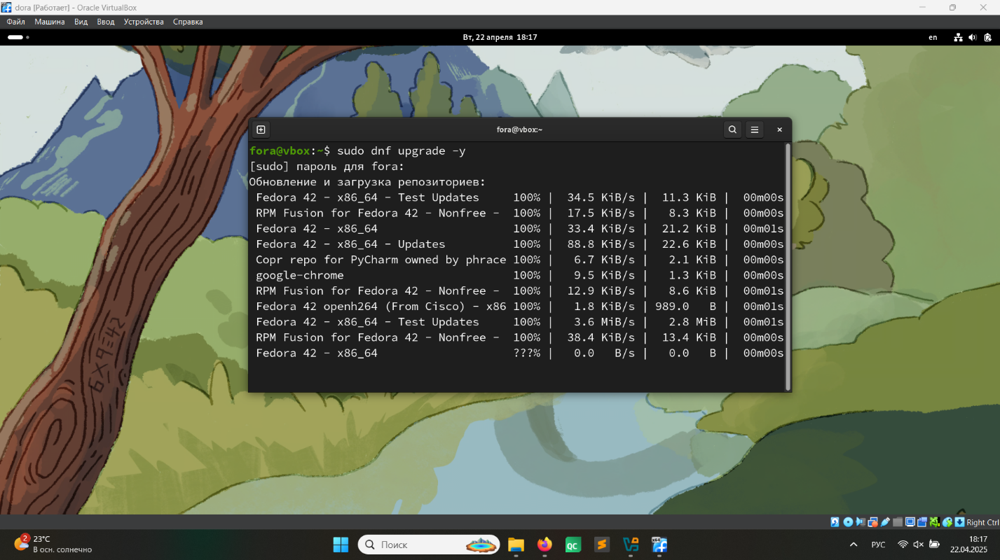 dora [Работает] - Oracle VirtualBox
Файл Машина Вид Ввод Устройства Справка
Вт, 22 апреля 18:17
en
fora@vbox:~
fora@vbox:~$ sudo dnf upgrade -y
[sudo] пароль для fora:
Обновление и загрузка репозиториев:
Fedora 42 - x86_64 - Test Updates 100% | 34.5 KiB/s | 11.3 KiB | 00m00s
RPM Fusion for Fedora 42 - Nonfree - 100% | 17.5 KiB/s | 8.3 KiB | 00m00s
Fedora 42 - x86_64 100% | 33.4 KiB/s | 21.2 KiB | 00m01s
Fedora 42 - x86_64 - Updates 100% | 88.8 KiB/s | 22.6 KiB | 00m00s
Copr repo for PyCharm owned by phrace 100% | 6.7 KiB/s | 2.1 KiB | 00m00s
google-chrome 100% | 9.5 KiB/s | 1.3 KiB | 00m00s
RPM Fusion for Fedora 42 - Nonfree - 100% | 12.9 KiB/s | 8.6 KiB | 00m01s
Fedora 42 openh264 (From Cisco) - x86 100% | 1.8 KiB/s | 989.0 B | 00m01s
Fedora 42 - x86_64 - Test Updates 100% | 3.6 MiB/s | 2.8 MiB | 00m01s
RPM Fusion for Fedora 42 - Nonfree - 100% | 38.4 KiB/s | 13.4 KiB | 00m00s
Fedora 42 - x86_64 ???% | 0.0 B/s | 0.0 B | 00m00s
6x9=42
Right Ctrl
2
23°C
В осн. солнечно
Поиск
QC
x64
РУС
18:17
22.04.2025